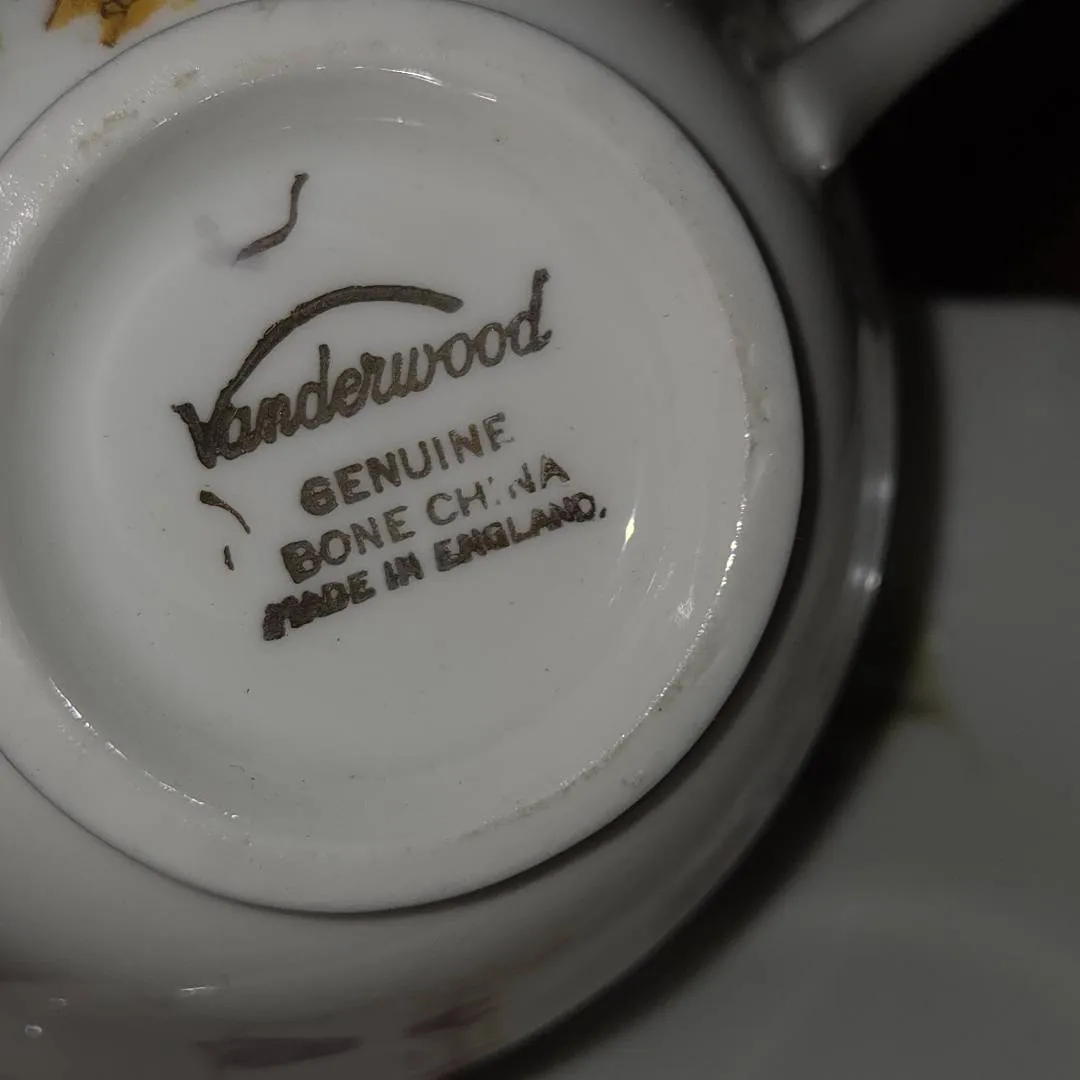 Vanderwood
GENUINE
BONE CHINA
MADE IN ENGLAND.